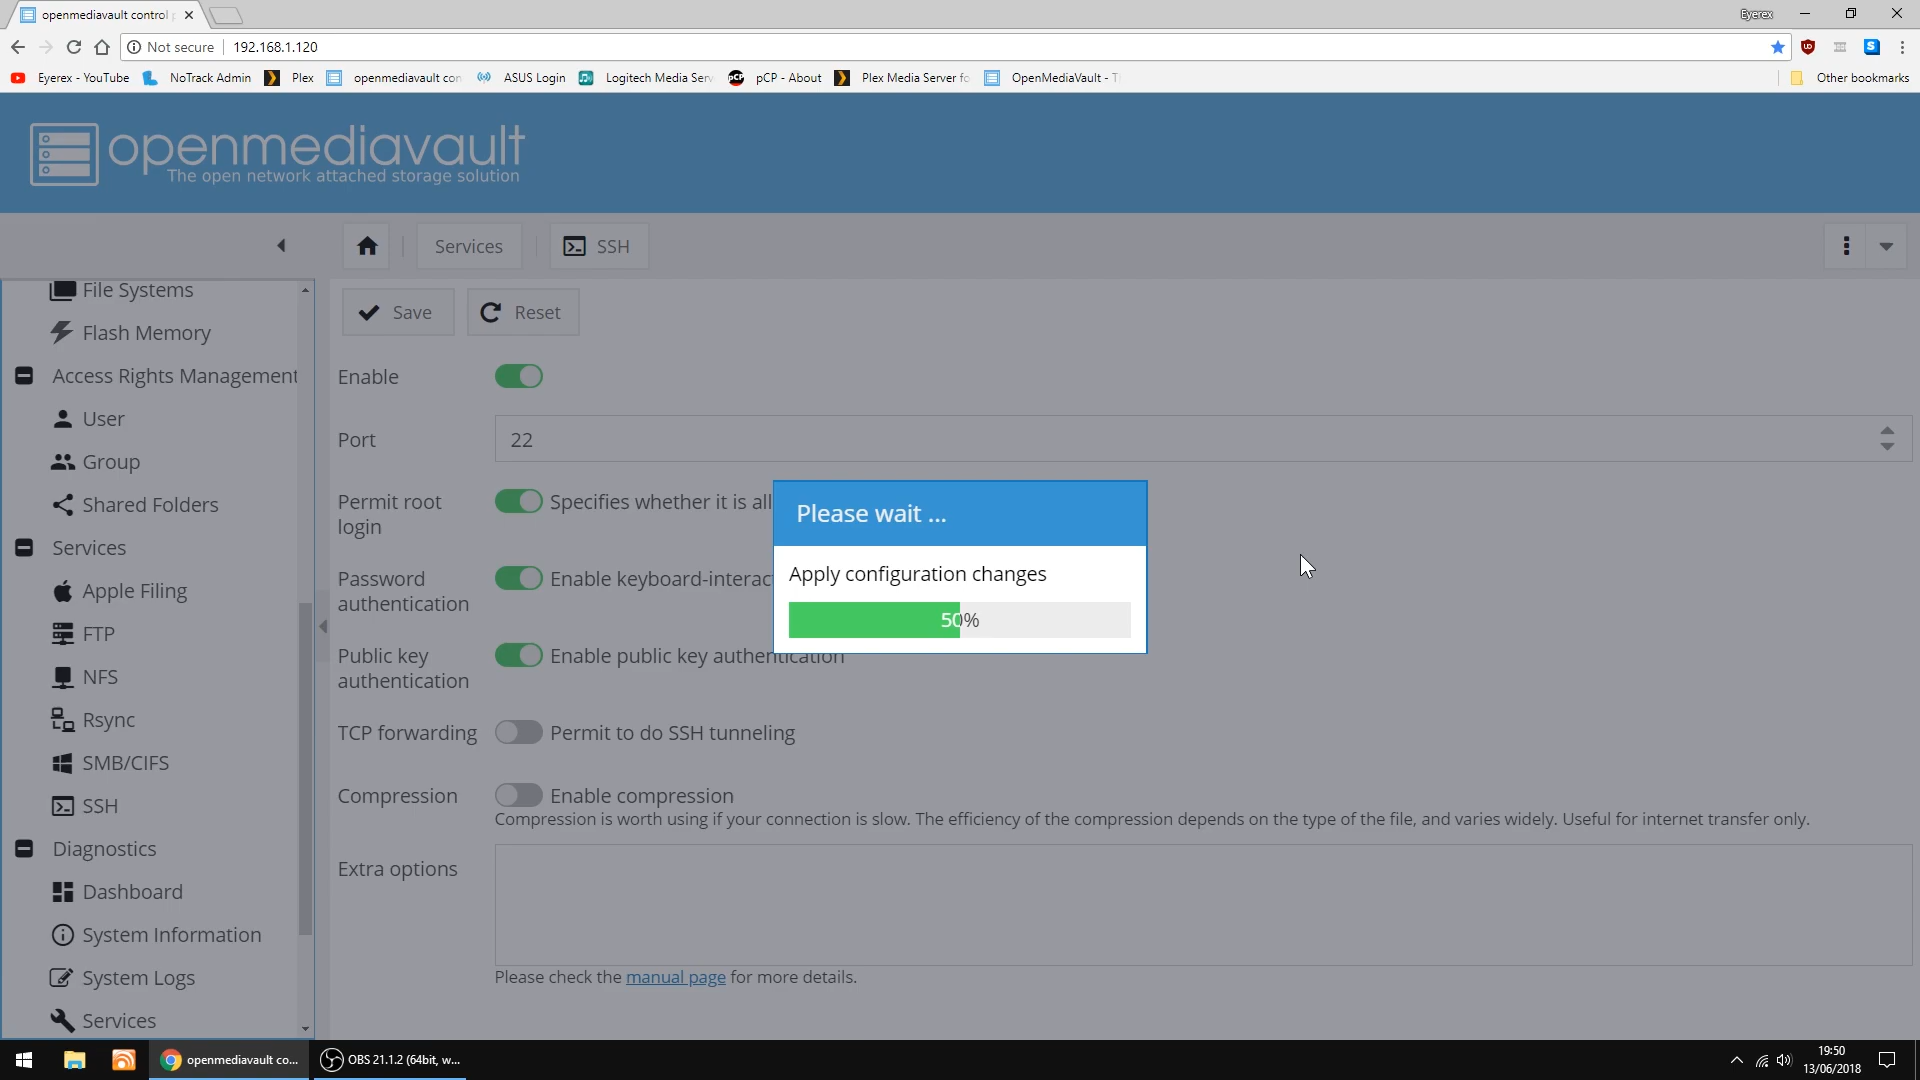 openmediavault control
Eyerex
Not secure
192.168.1.120
Eyerex - YouTube
NoTrack Admin
Plex
openmediavault con
ASUS Login
Logitech Media Serv
pCP - About
Plex Media Server fo
OpenMediaVault - T
Other bookmarks
openmediavault
The open network attached storage solution
Services
SSH
File Systems
Flash Memory
Access Rights Management
User
Group
Shared Folders
Services
Apple Filing
FTP
NFS
Rsync
SMB/CIFS
SSH
Diagnostics
Dashboard
System Information
System Logs
Services
Save
Reset
Enable
Port
22
Permit root
login
Specifies whether it is all
Password
authentication
Enable keyboard-interac
Public key
authentication
Enable public key authentication
TCP forwarding
Permit to do SSH tunneling
Compression
Enable compression
Compression is worth using if your connection is slow. The efficiency of the compression depends on the type of the file, and varies widely. Useful for internet transfer only.
Extra options
Please check the manual page for more details.
Please wait ...
Apply configuration changes
50%
openmediavault co...
OBS 21.1.2 (64bit, w...
19:50
13/06/2018